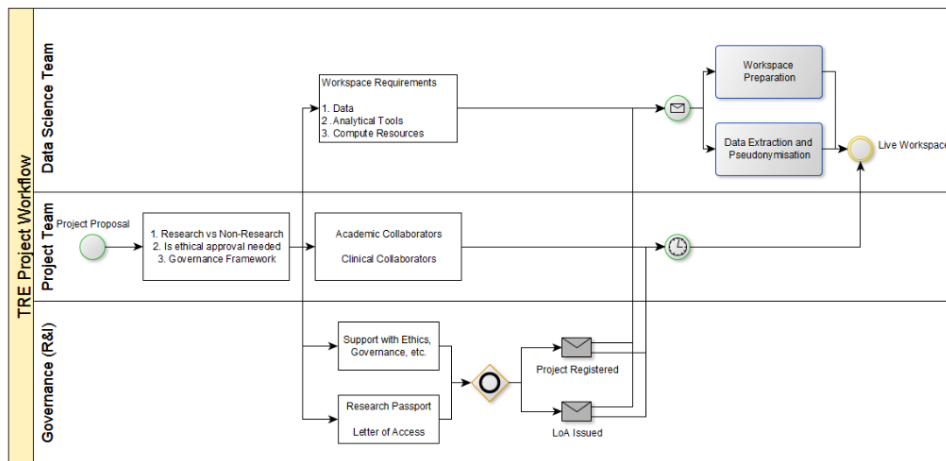 TRE Project Workflow
Data Science Team
Workspace Requirements
1. Data
2. Analytical Tools
3. Compute Resources
Workspace
Preparation
Data Extraction and
Pseudonymisation
Live Workspace
Project Team
Project Proposal
1. Research vs Non-Research
2. Is ethical approval needed
3. Governance Framework
Academic Collaborators
Clinical Collaborators
Governance (R&I)
Support with Ethics,
Governance, etc.
Research Passport
Letter of Access
Project Registered
LoA Issued